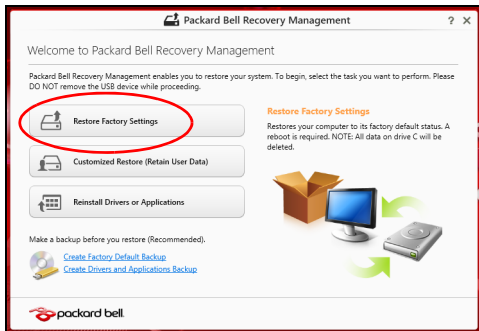 Packard Bell Recovery Management
? X
Welcome to Packard Bell Recovery Management
Packard Bell Recovery Management enables you to restore your system. To begin, select the task you want to perform. Please
DO NOT remove the USB device while proceeding.
Restore Factory Settings
Customized Restore (Retain User Data)
Reinstall Drivers or Applications
Restore Factory Settings
Restores your computer to its factory default status. A
reboot is required. NOTE: All data on drive C will be
deleted.
Make a backup before you restore (Recommended).
Create Factory Default Backup
Create Drivers and Applications Backup
packard bell.